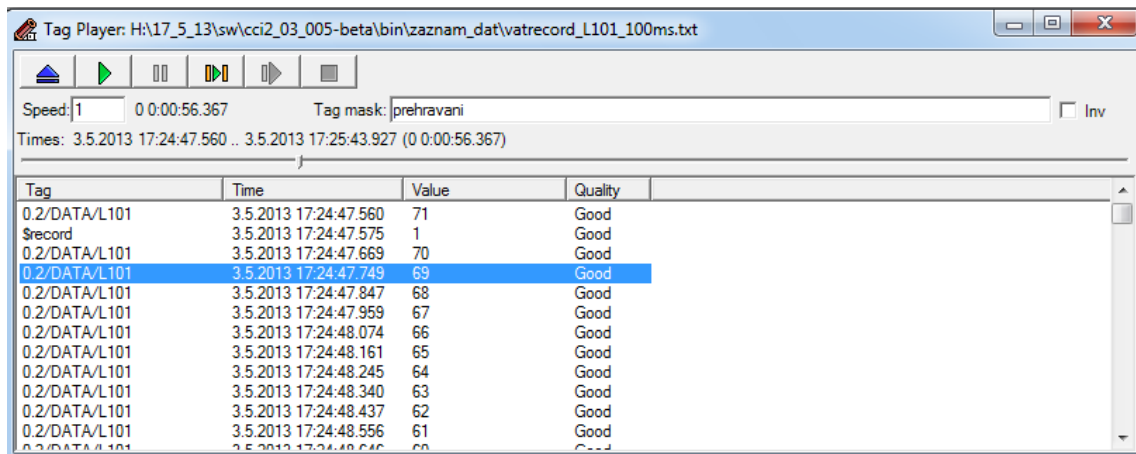 Tag Player: H:\17_5_13\sw\cci2_03_005-beta\bin\zaznam_dat\vatrecord_L101_100ms.txt
Speed: 1 0 0:00:56.367 Tag mask: prehravani Inv
Times: 3.5.2013 17:24:47.560 .. 3.5.2013 17:25:43.927 (0 0:00:56.367)
Tag Time Value Quality
0.2/DATA/L101 3.5.2013 17:24:47.560 71 Good
$record 3.5.2013 17:24:47.575 1 Good
0.2/DATA/L101 3.5.2013 17:24:47.669 70 Good
0.2/DATA/L101 3.5.2013 17:24:47.749 69 Good
0.2/DATA/L101 3.5.2013 17:24:47.847 68 Good
0.2/DATA/L101 3.5.2013 17:24:47.959 67 Good
0.2/DATA/L101 3.5.2013 17:24:48.074 66 Good
0.2/DATA/L101 3.5.2013 17:24:48.161 65 Good
0.2/DATA/L101 3.5.2013 17:24:48.245 64 Good
0.2/DATA/L101 3.5.2013 17:24:48.340 63 Good
0.2/DATA/L101 3.5.2013 17:24:48.437 62 Good
0.2/DATA/L101 3.5.2013 17:24:48.556 61 Good